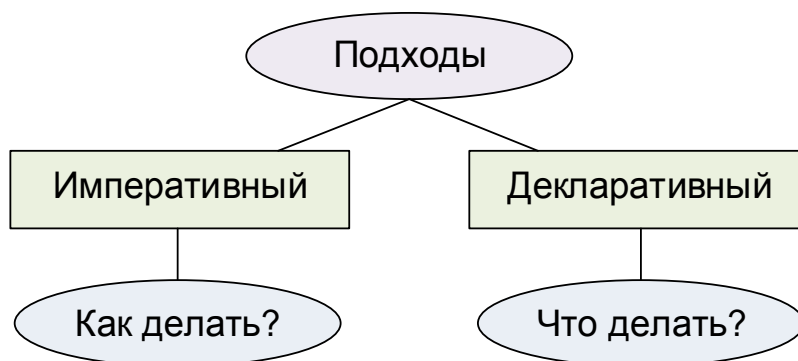 Подходы
Императивный
Декларативный
Как делать?
Что делать?